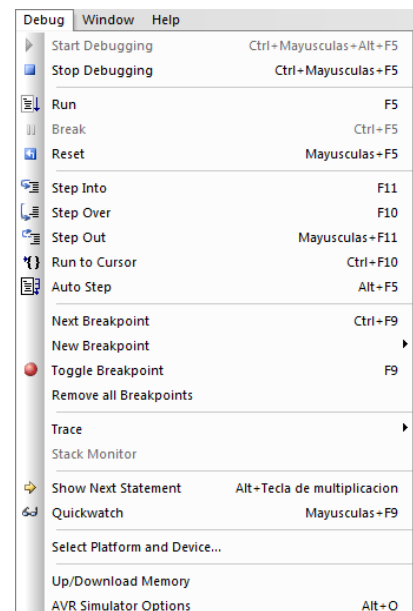 Debug Window Help
Start Debugging Ctrl+Mayusculas+Alt+F5
Stop Debugging Ctrl+Mayusculas+F5
Run F5
Break Ctrl+F5
Reset Mayusculas+F5
Step Into F11
Step Over F10
Step Out Mayusculas+F11
Run to Cursor Ctrl+F10
Auto Step Alt+F5
Next Breakpoint Ctrl+F9
New Breakpoint
Toggle Breakpoint F9
Remove all Breakpoints
Trace
Stack Monitor
Show Next Statement Alt+Tecla de multiplicacion
Quickwatch Mayusculas+F9
Select Platform and Device...
Up/Download Memory
AVR Simulator Options Alt+O